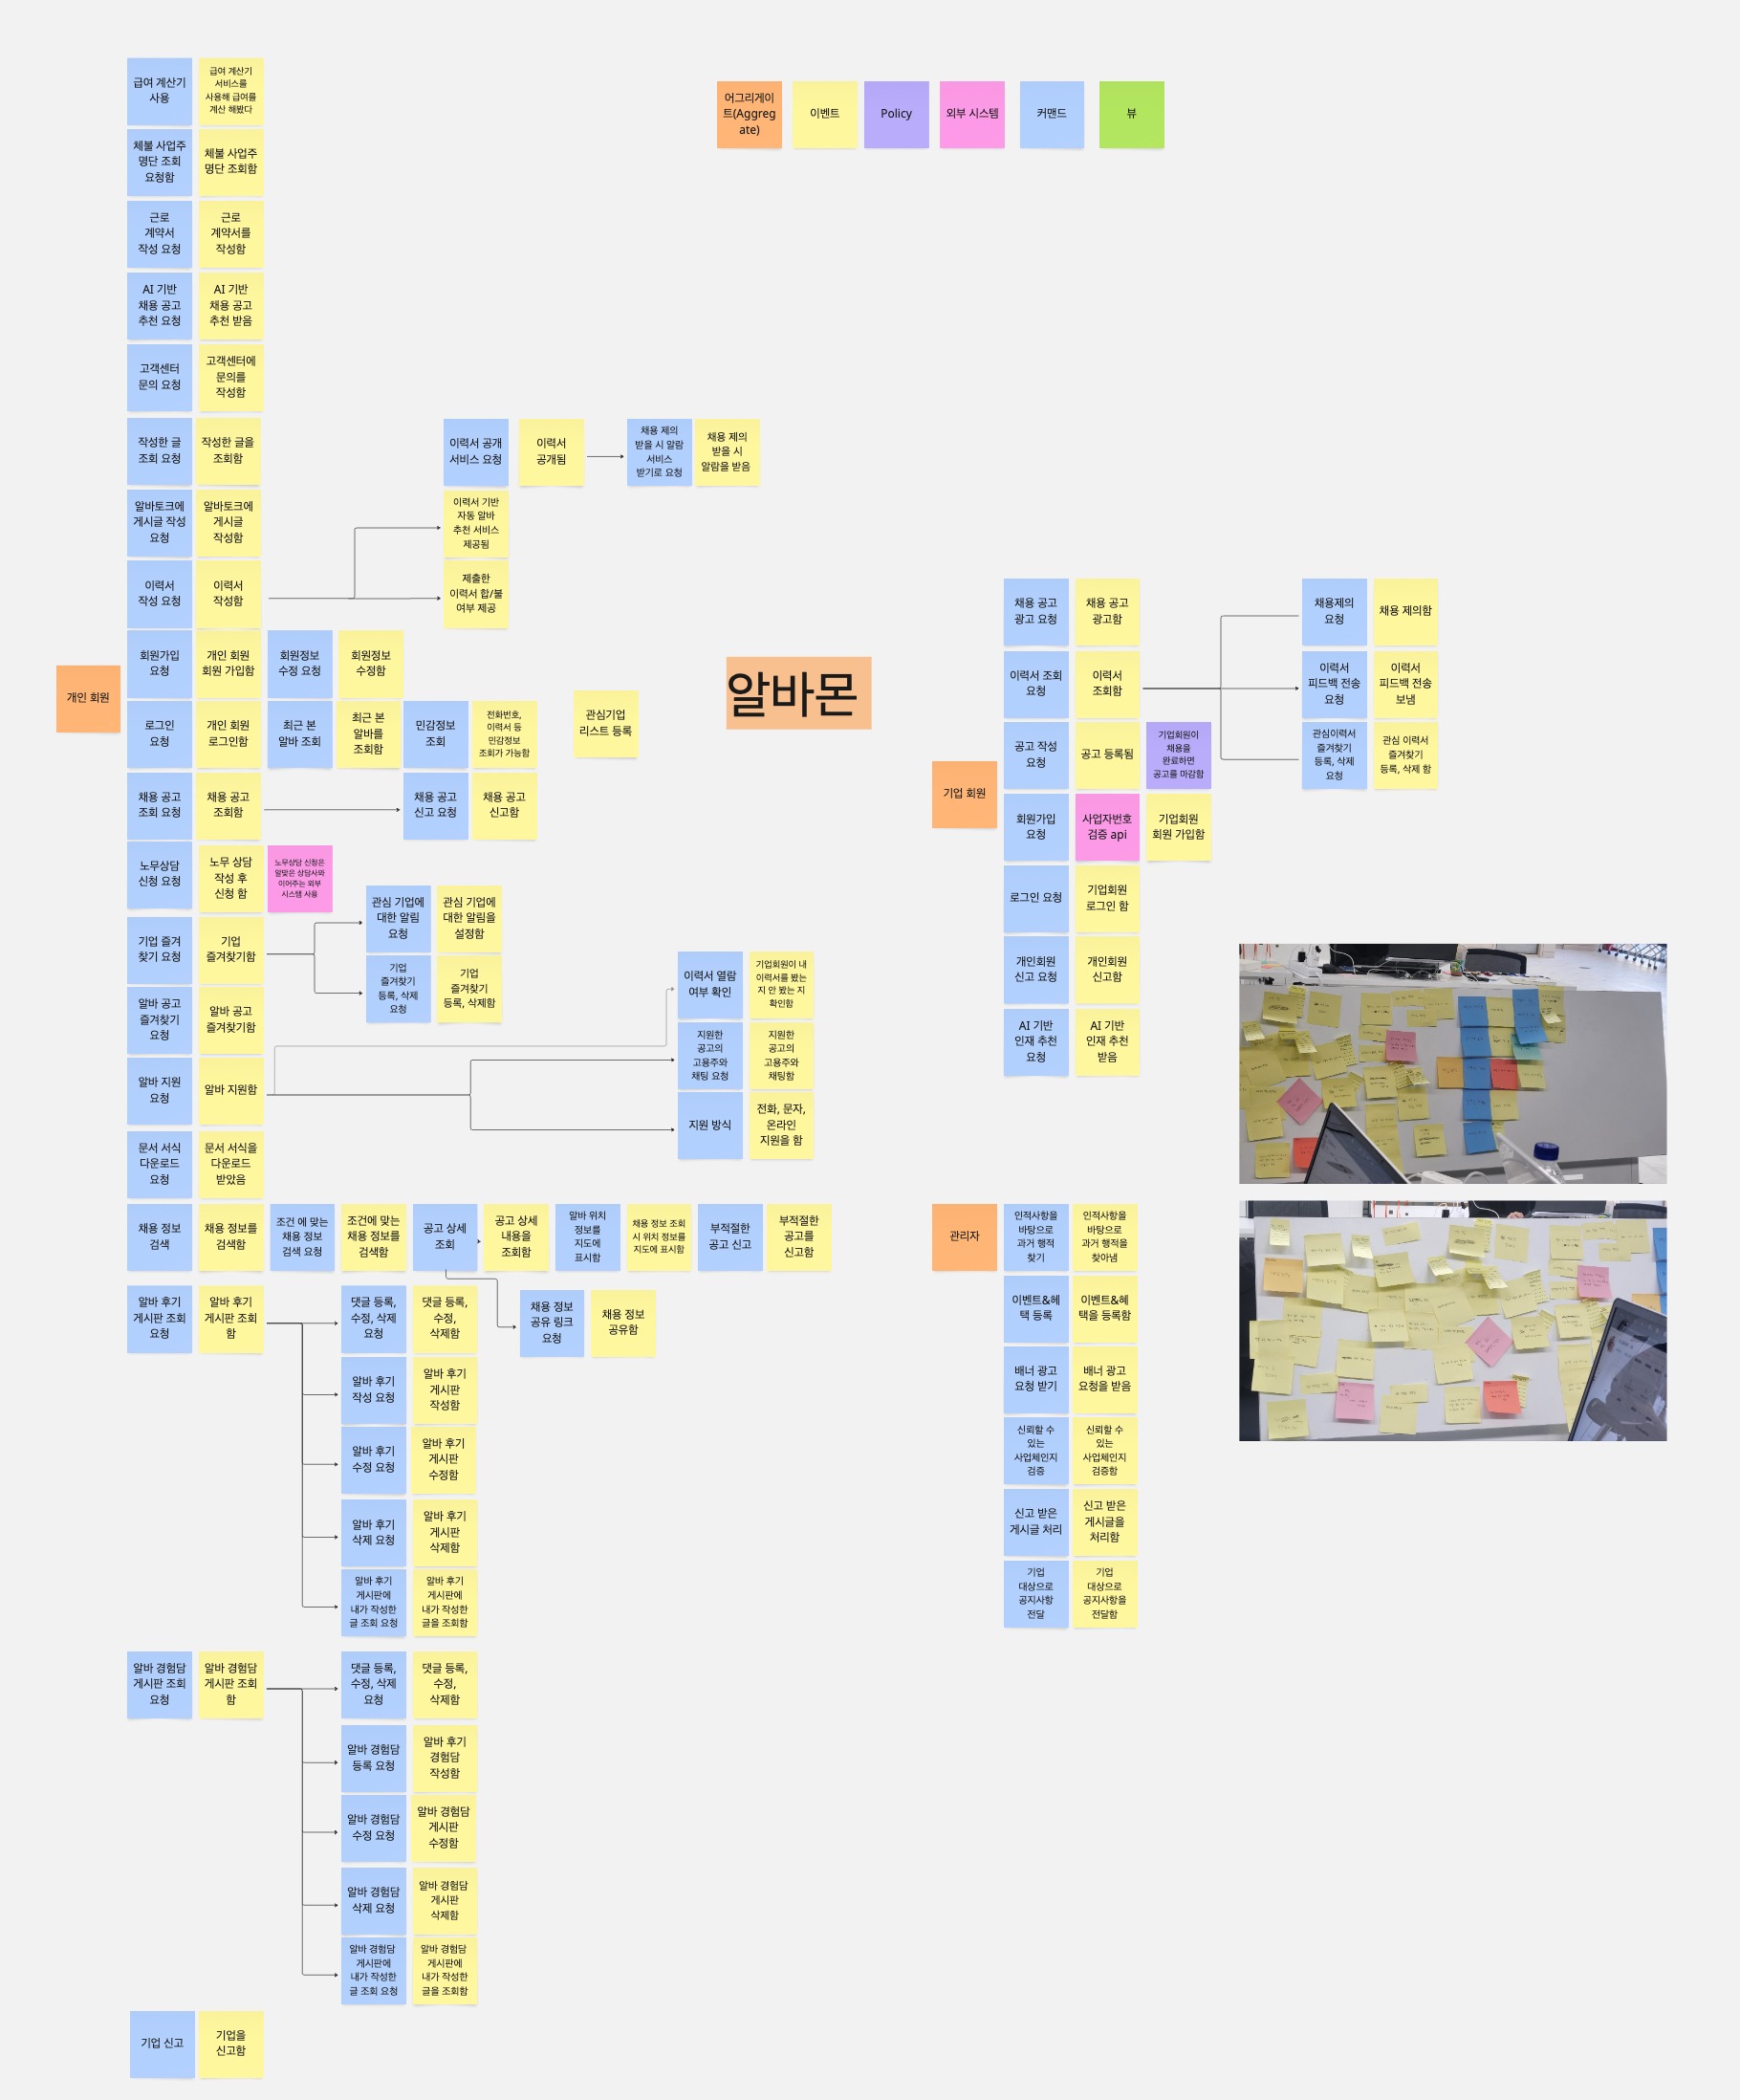 급여 계산기
사용
급여 계산기
서비스를
사용해 급여를
계산 해봤다
체불 사업주
명단 조회
요청함
체불 사업주
명단 조회함
근로
계약서
작성 요청
근로
계약서를
작성함
AI 기반
채용 공고
추천 요청
AI 기반
채용 공고
추천 받음
고객센터
문의 요청
고객센터에
문의를
작성함
작성한 글
조회 요청
작성한 글을
조회함
알바토크에
게시글 작성
요청
알바토크에
게시글
작성함
이력서
작성 요청
이력서
작성함
이력서 공개
서비스 요청
이력서
공개됨
채용 제의
받을 시 알람
서비스
받기로 요청
채용 제의
받을 시
알람을 받음
이력서 기반
자동 알바
추천 서비스
제공됨
제출한
이력서 합/불
여부 제공
개인 회원
회원가입
요청
개인 회원
회원 가입함
회원정보
수정 요청
회원정보
수정함
로그인
요청
개인 회원
로그인함
최근 본
알바 조회
최근 본
알바를
조회함
민감정보
조회
전화번호,
이력서 등
민감정보
조회가 가능함
관심기업
리스트 등록
채용 공고
조회 요청
채용 공고
조회함
채용 공고
신고 요청
채용 공고
신고함
노무상담
신청 요청
노무 상담
작성 후
신청 함
노무상담 신청은
알맞은 상담사와
이어주는 외부
시스템 사용
기업 즐겨
찾기 요청
기업
즐겨찾기함
관심 기업에
대한 알림
요청
관심 기업에
대한 알림을
설정함
기업
즐겨찾기
등록, 삭제
요청
기업
즐겨찾기
등록, 삭제함
알바 공고
즐겨찾기
요청
알바 공고
즐겨찾기함
알바 지원
요청
알바 지원함
이력서 열람
여부 확인
기업회원이 내
이력서를 봤는
지 안 봤는 지
확인함
지원한
공고의
고용주와
채팅 요청
지원한
공고의
고용주와
채팅함
지원 방식
전화, 문자,
온라인
지원을 함
문서 서식
다운로드
요청
문서 서식을
다운로드
받았음
채용 정보
검색
채용 정보를
검색함
조건 에 맞는
채용 정보
검색 요청
조건에 맞는
채용 정보를
검색함
공고 상세
조회
공고 상세
내용을
조회함
알바 위치
정보를
지도에
표시함
채용 정보 조회
시 위치 정보를
지도에 표시함
부적절한
공고 신고
부적절한
공고를
신고함
채용 정보
공유 링크
요청
채용 정보
공유함
알바 후기
게시판 조회
요청
알바 후기
게시판 조회
함
댓글 등록,
수정, 삭제
요청
댓글 등록,
수정,
삭제함
알바 후기
작성 요청
알바 후기
게시판
작성함
알바 후기
수정 요청
알바 후기
게시판
수정함
알바 후기
삭제 요청
알바 후기
게시판
삭제함
알바 후기
게시판에
내가 작성한
글 조회 요청
알바 후기
게시판에
내가 작성한
글을 조회함
알바 경험담
게시판 조회
요청
알바 경험담
게시판 조회
함
댓글 등록,
수정, 삭제
요청
댓글 등록,
수정,
삭제함
알바 경험담
등록 요청
알바 후기
경험담
작성함
알바 경험담
수정 요청
알바 경험담
게시판
수정함
알바 경험담
삭제 요청
알바 경험담
게시판
삭제함
알바 경험담
게시판에
내가 작성한
글 조회 요청
알바 경험담
게시판에
내가 작성한
글을 조회함
기업 신고
기업을
신고함
어그리게이
트(Aggreg
ate)
이벤트
Policy
외부 시스템
커맨드
뷰
알바몬
기업 회원
채용 공고
광고 요청
채용 공고
광고함
이력서 조회
요청
이력서
조회함
채용제의
요청
채용 제의함
이력서
피드백 전송
요청
이력서
피드백 전송
보냄
관심이력서
즐겨찾기
등록, 삭제
요청
관심 이력서
즐겨찾기
등록, 삭제 함
공고 작성
요청
공고 등록됨
기업회원이
채용을
완료하면
공고를 마감함
회원가입
요청
사업자번호
검증 api
기업회원
회원 가입함
로그인 요청
기업회원
로그인 함
개인회원
신고 요청
개인회원
신고함
AI 기반
인재 추천
요청
AI 기반
인재 추천
받음
관리자
인적사항을
바탕으로
과거 행적
찾기
인적사항을
바탕으로
과거 행적을
찾아냄
이벤트&혜
택 등록
이벤트&혜
택을 등록함
배너 광고
요청 받기
배너 광고
요청을 받음
신뢰할 수
있는
사업체인지
검증
신뢰할 수
있는
사업체인지
검증함
신고 받은
게시글 처리
신고 받은
게시글을
처리함
기업
대상으로
공지사항
전달
기업
대상으로
공지사항을
전달함